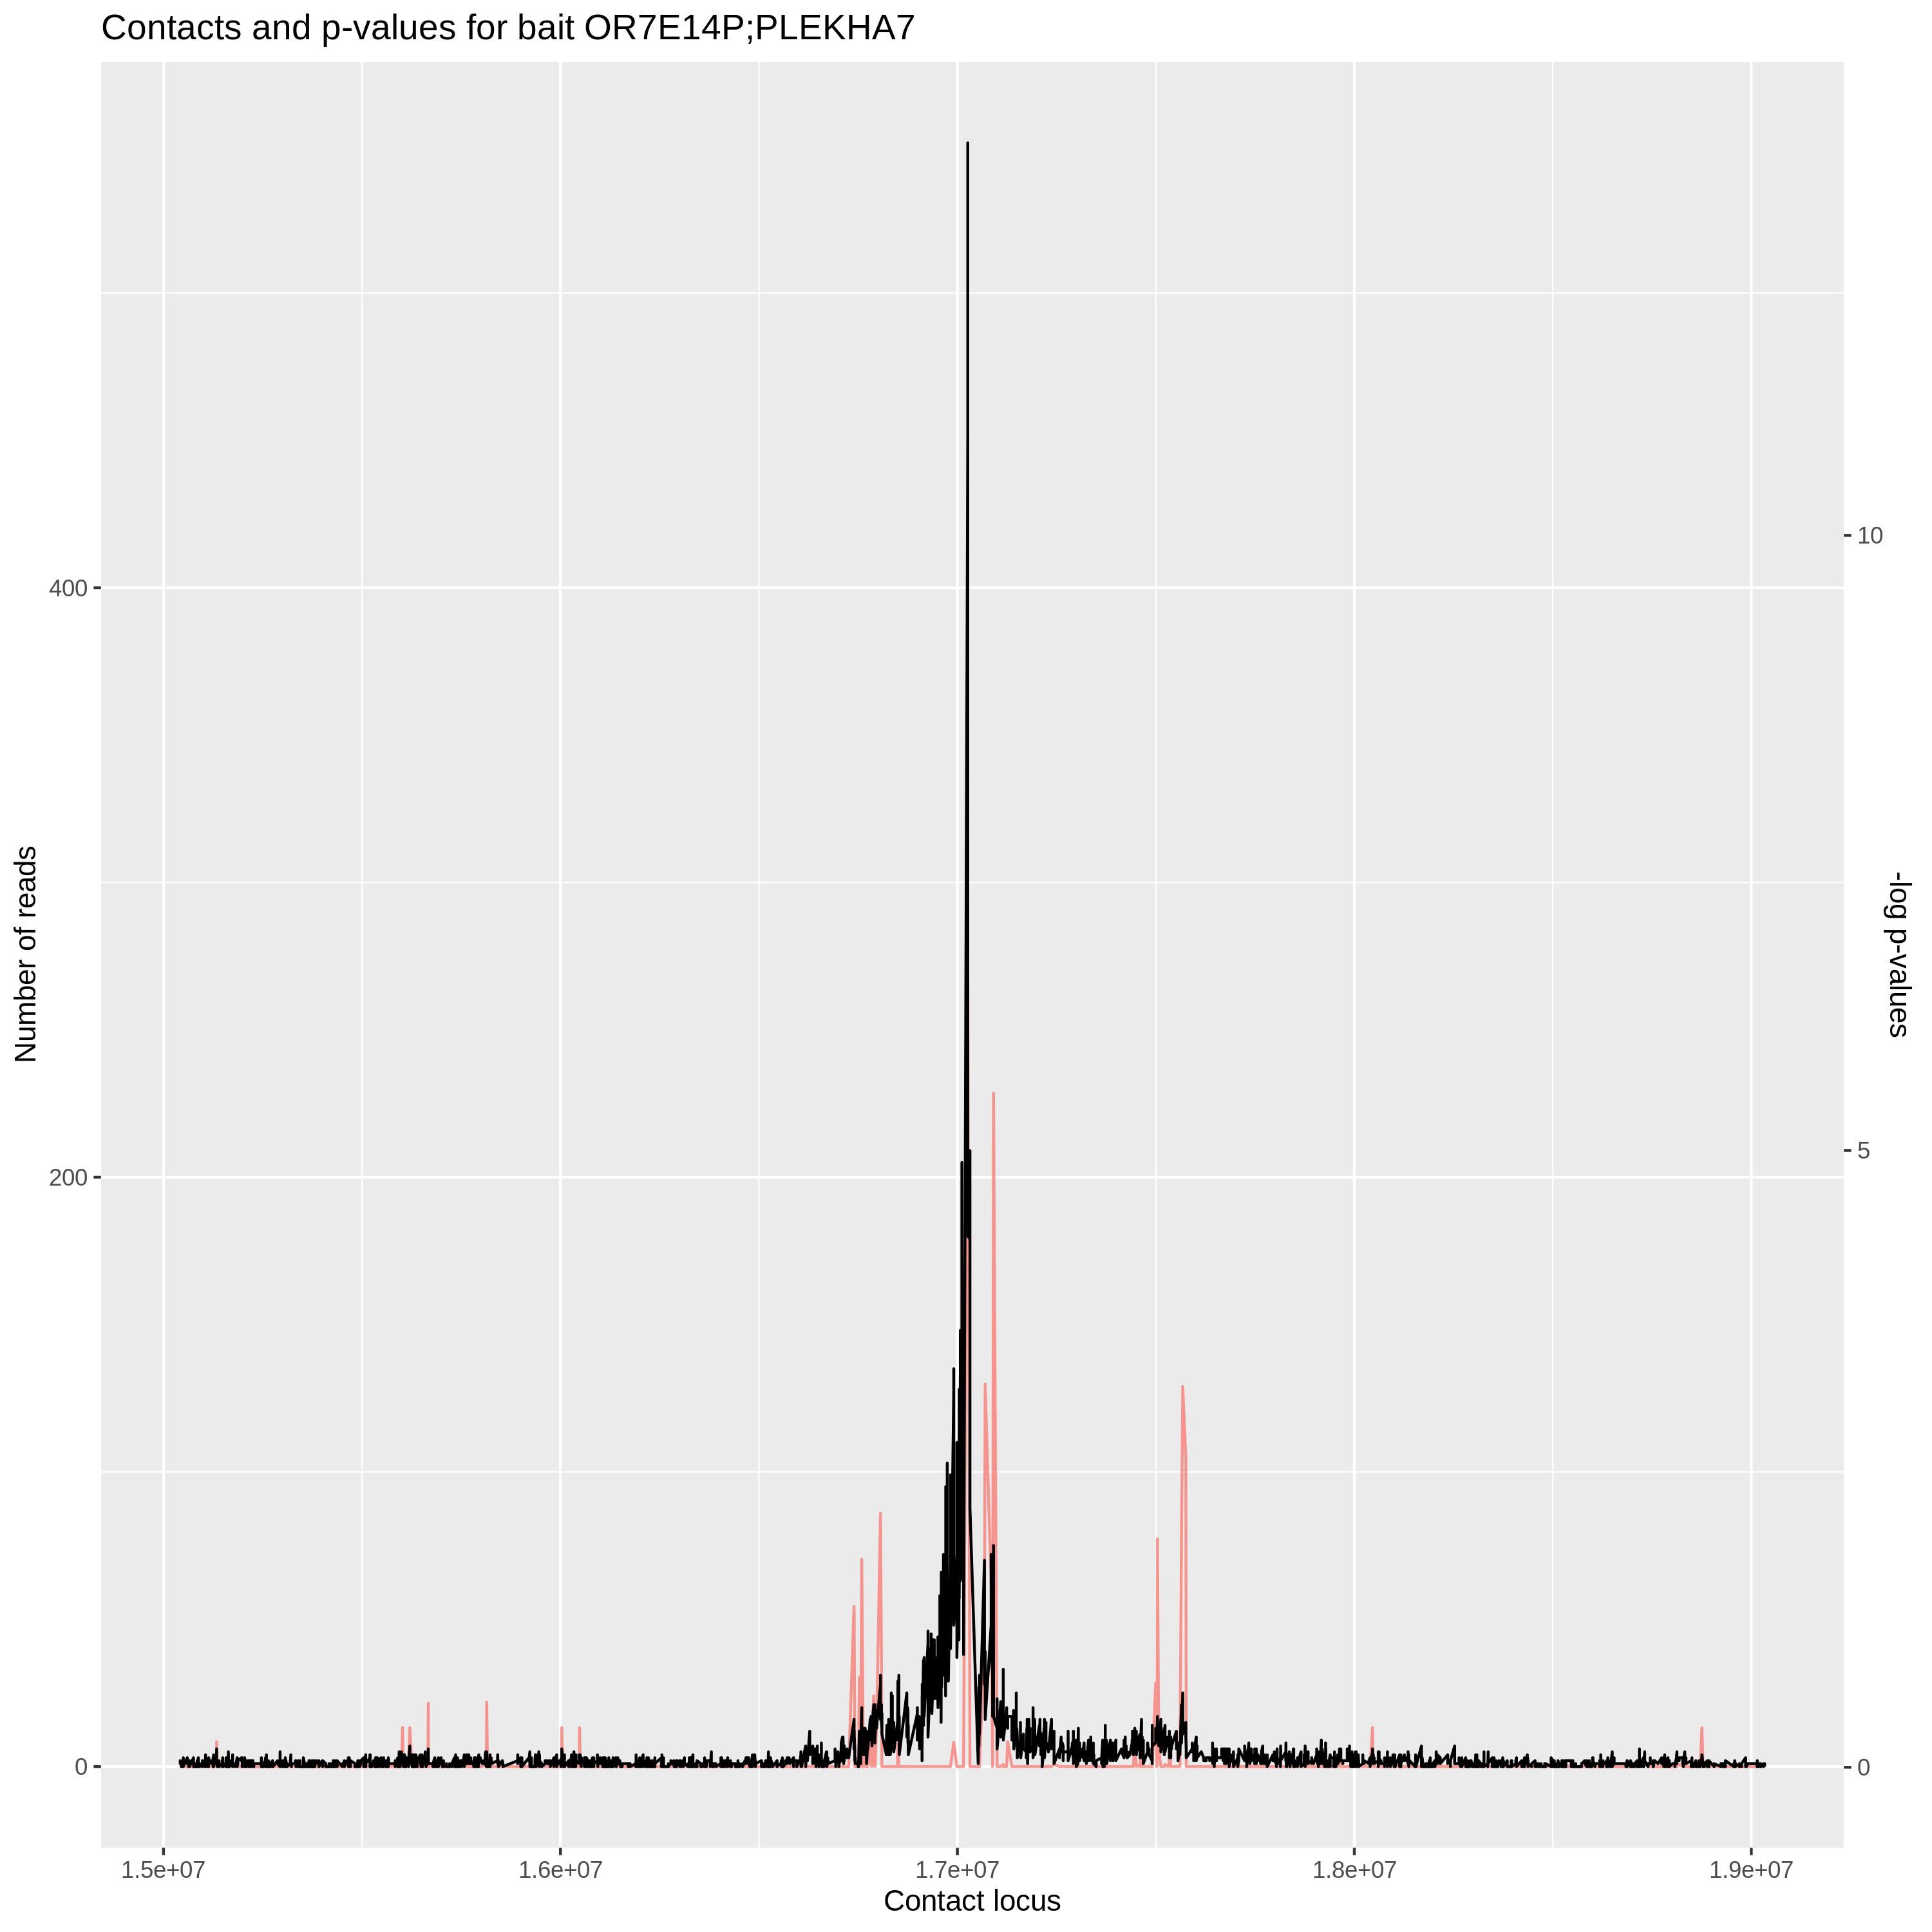 Contacts and p-values for bait OR7E14P;PLEKHA7
Number of reads
400
200
0
10
5
0
-log p-values
1.5e+07
1.6e+07
1.7e+07
1.8e+07
1.9e+07
Contact locus